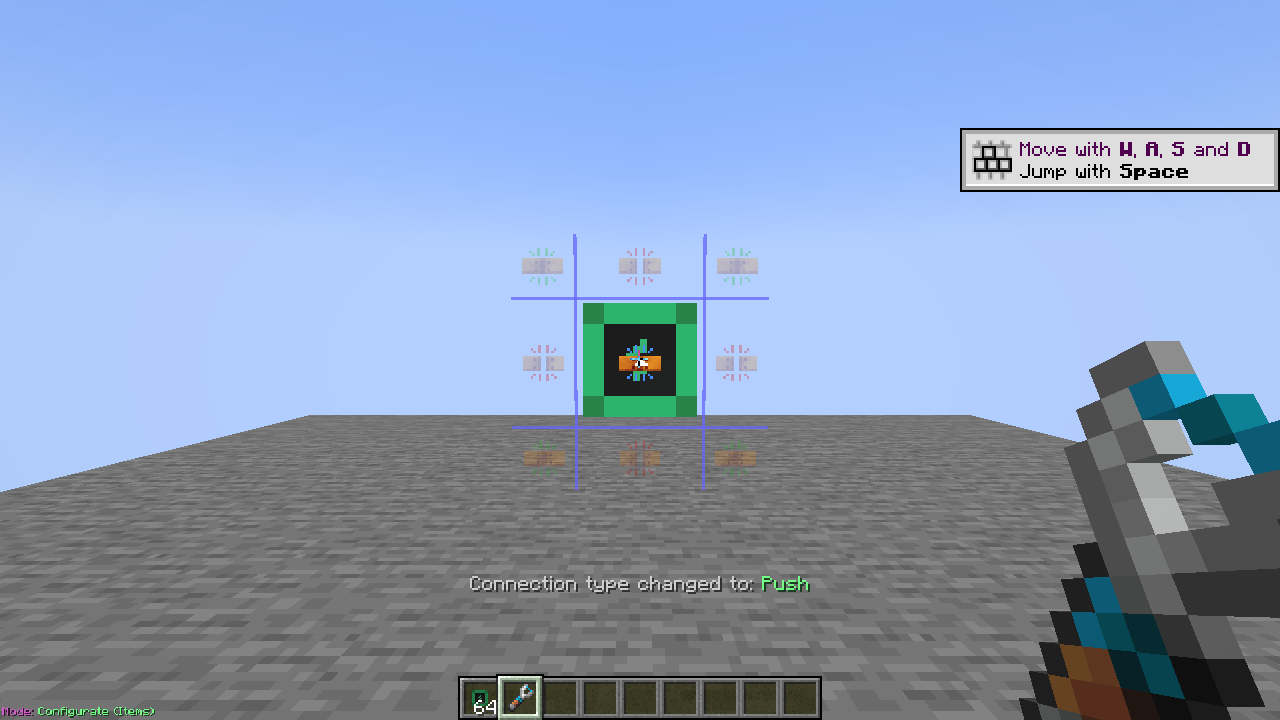 Move with W, A, S and D
Jump with Space
Connection type changed to: Push
64
Mode: Configurate (Items)